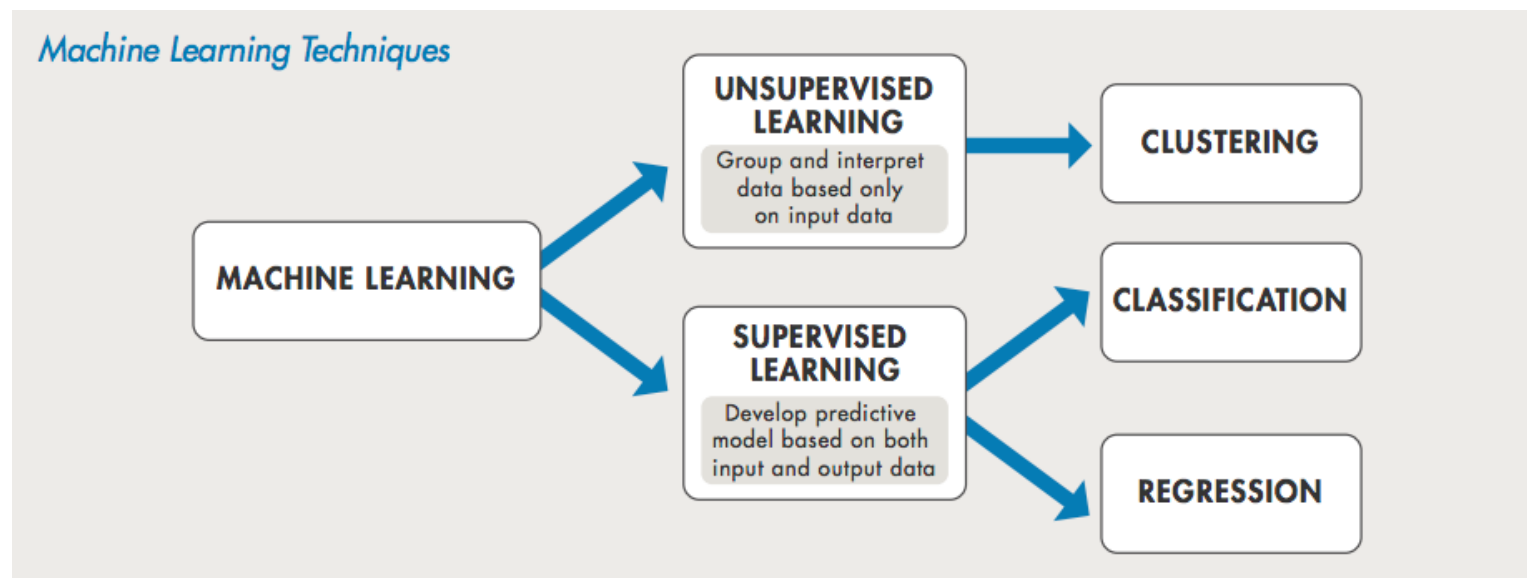 Machine Learning Techniques
UNSUPERVISED
LEARNING
Group and interpret
data based only
on input data
CLUSTERING
MACHINE LEARNING
CLASSIFICATION
SUPERVISED
LEARNING
Develop predictive
model based on both
input and output data
REGRESSION